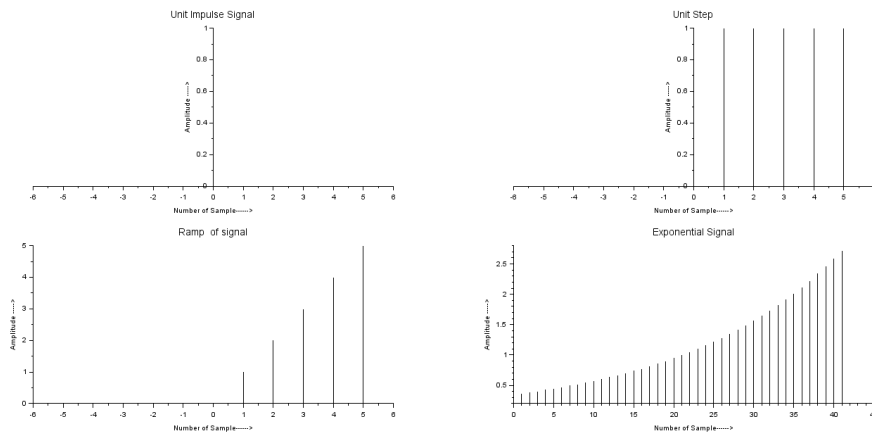 Unit Impulse Signal
1
0.8
0.6
0.4
0.2
0
Amplitude ---->
-6 -5 -4 -3 -2 -1 0 1 2 3 4 5 6
Number of Sample------>
Unit Step
1
0.8
0.6
0.4
0.2
0
Amplitude ---->
-6 -5 -4 -3 -2 -1 0 1 2 3 4 5
Number of Sample------>
Ramp of signal
5
4
3
2
1
0
Amplitude ---->
-6 -5 -4 -3 -2 -1 0 1 2 3 4 5 6
Number of Sample------>
Exponential Signal
2.5
2
1.5
1
0.5
Amplitude ---->
0 5 10 15 20 25 30 35 40
Number of Sample------>